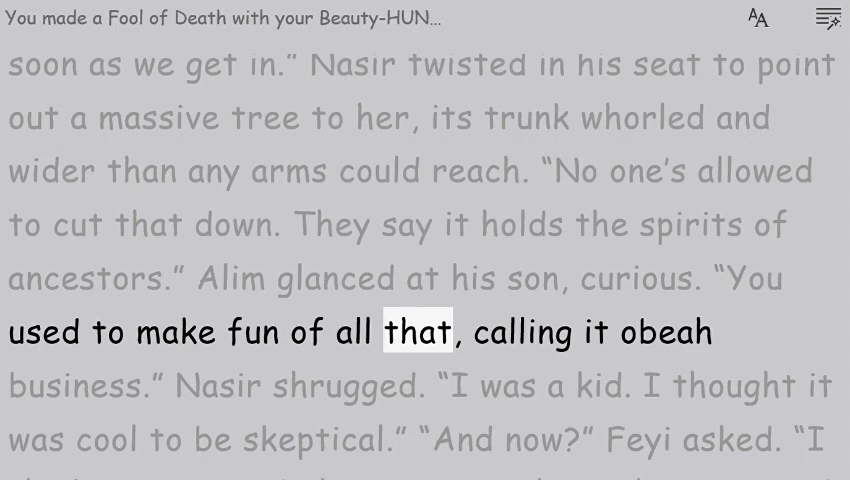 You made a Fool of Death with your Beauty-HUN...
soon as we get in.” Nasir twisted in his seat to point
out a massive tree to her, its trunk whorled and
wider than any arms could reach. “No one’s allowed
to cut that down. They say it holds the spirits of
ancestors.” Alim glanced at his son, curious. “You
used to make fun of all that, calling it obeah
business.” Nasir shrugged. “I was a kid. I thought it
was cool to be skeptical.” “And now?” Feyi asked. “I